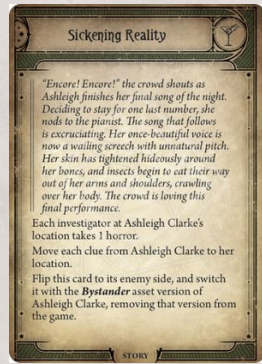 Sickening Reality
"Encore! Encore!" the crowd shouts as
Ashleigh finishes her final song of the night.
Deciding to stay for one last number, she
nods to the pianist. The song that follows
is excruciating. Her once-beautiful voice is
now a wailing screech with unnatural pitch.
Her skin has tightened hideously around
her bones, and insects begin to eat their way
out of her arms and shoulders, crawling
over her body. The crowd is loving this
final performance.
Each investigator at Ashleigh Clarke's
location takes 1 horror.
Move each clue from Ashleigh Clarke to her
location.
Flip this card to its enemy side, and switch
it with the Bystander asset version of
Ashleigh Clarke, removing that version from
the game.
STORY